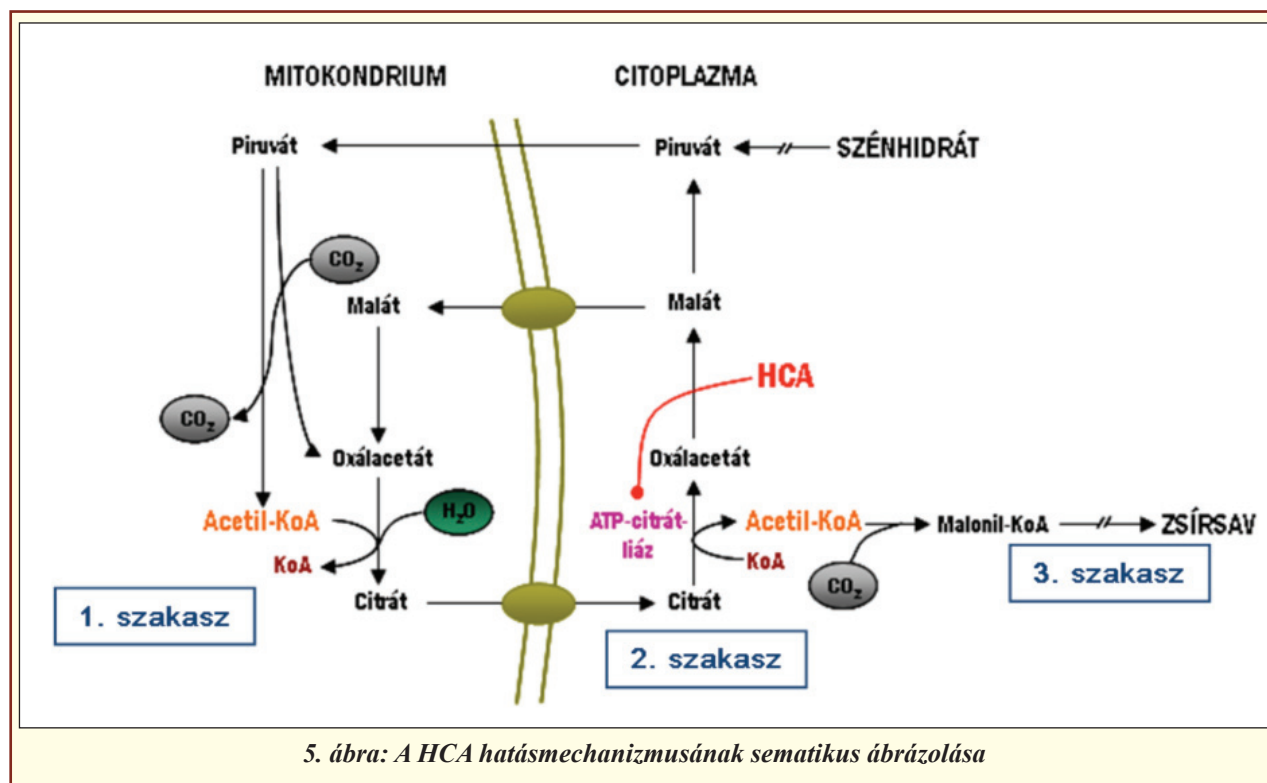 MITOKONDRIUM
CITOPLAZMA
Piruvát
Piruvát
SZÉNHIDRÁT
CO₂
Malát
Malát
HCA
CO₂
Oxálacetát
Oxálacetát
Acetil-KoA
H₂O
ATP-citrát-
liáz
Acetil-KoA
Malonil-KoA
ZSÍRSAV
KoA
KoA
CO₂
Citrát
Citrát
1. szakasz
2. szakasz
3. szakasz
5. ábra: A HCA hatásmechanizmusának sematikus ábrázolása